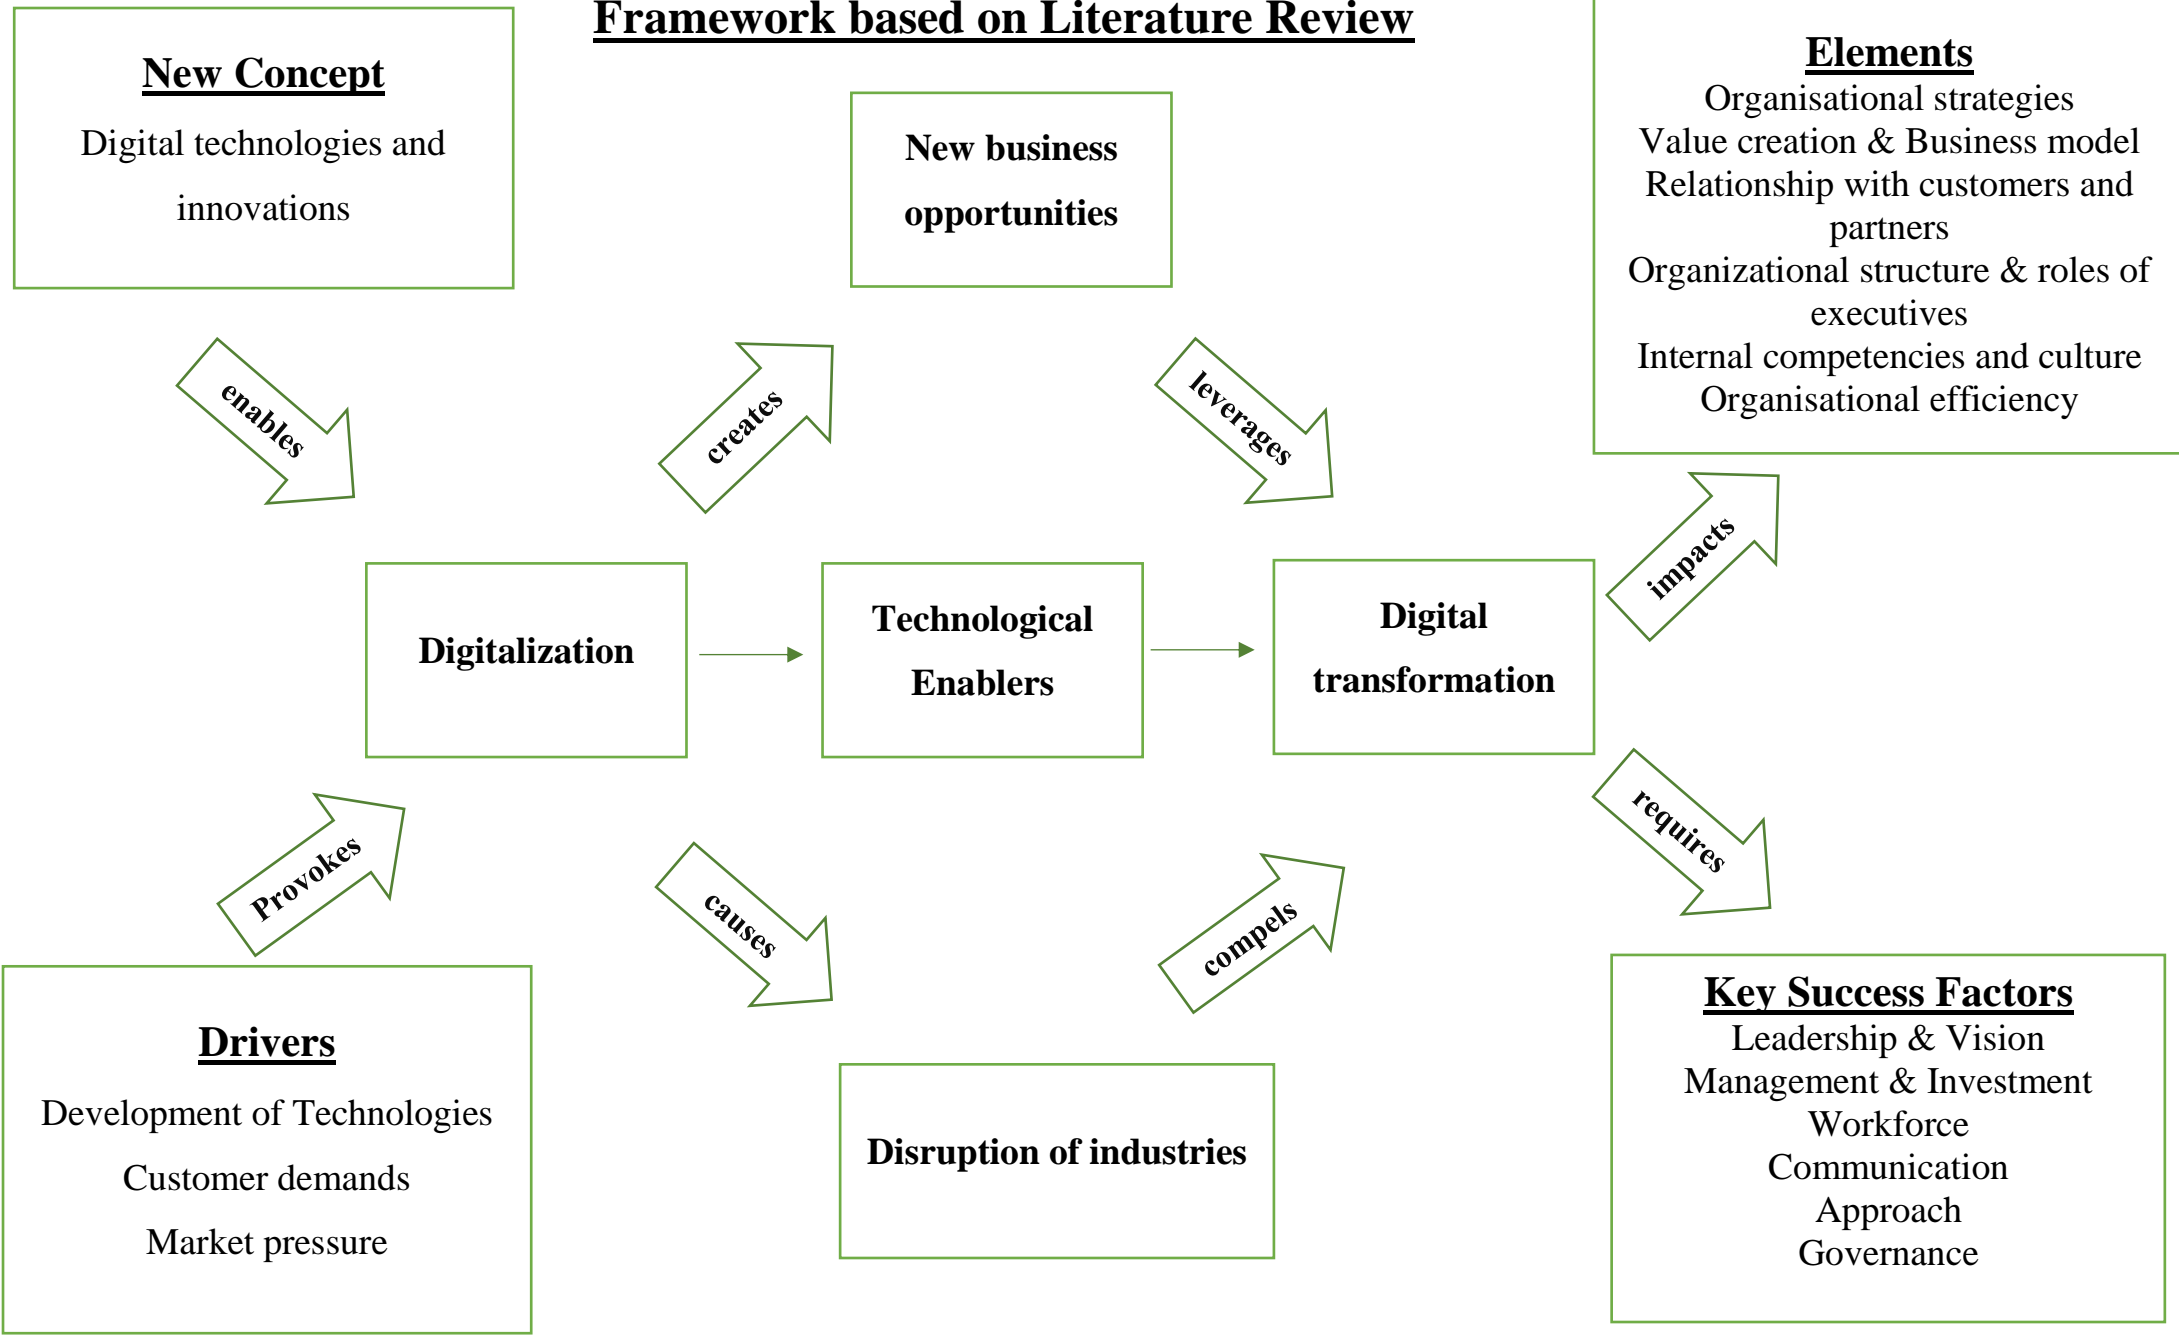 Framework based on Literature Review
New Concept
Digital technologies and
innovations
New business
opportunities
Elements
Organisational strategies
Value creation & Business model
Relationship with customers and
partners
Organizational structure & roles of
executives
Internal competencies and culture
Organisational efficiency
enables
creates
leverages
impacts
Digitalization
Technological
Enablers
Digital
transformation
Provokes
causes
compels
requires
Drivers
Development of Technologies
Customer demands
Market pressure
Disruption of industries
Key Success Factors
Leadership & Vision
Management & Investment
Workforce
Communication
Approach
Governance